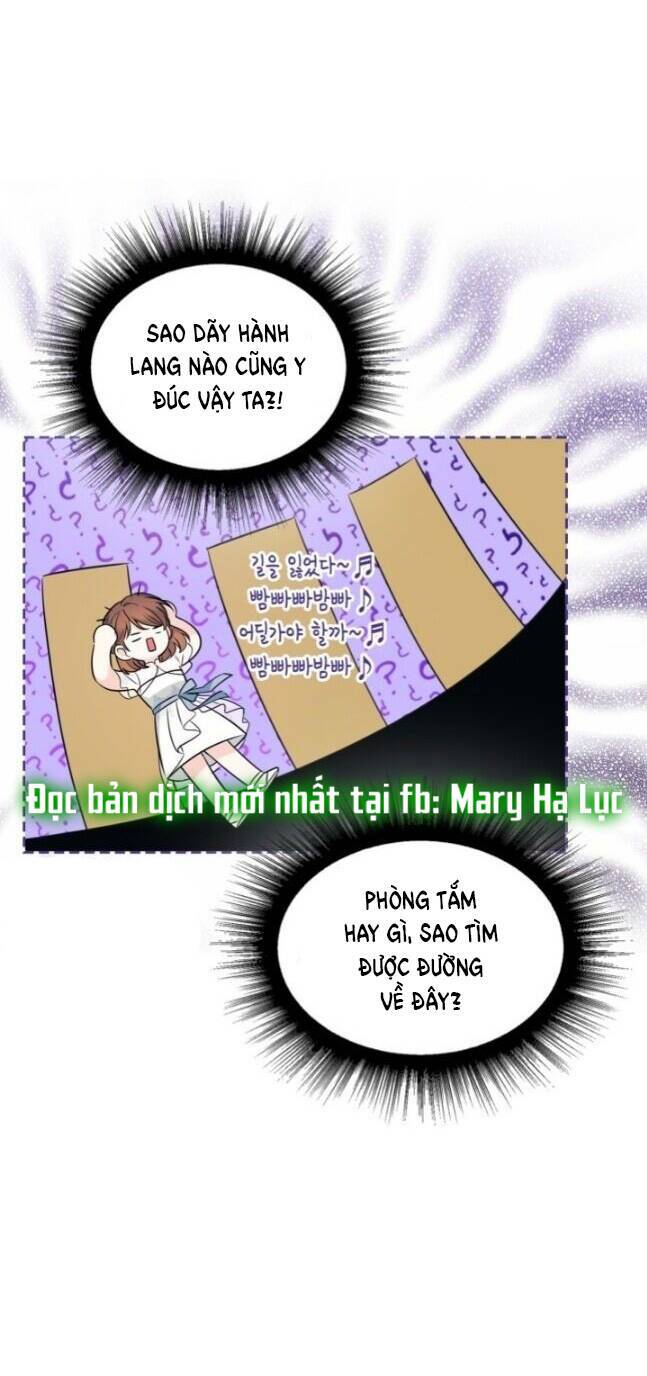 SAO DÃY HÀNH
LANG NÀO CŨNG Y
ĐÚC VẬY TA?!
길을 잃었다~♬
빰빠빠밤빠♪
어딜가야 할까~♬
빰빠빠밤빠♪
Đọc bản dịch mới nhất tại fb: Mary Hạ Lục
PHÒNG TẮM
HAY GÌ, SAO TÌM
ĐƯỢC ĐƯỜNG
VỀ ĐÂY?